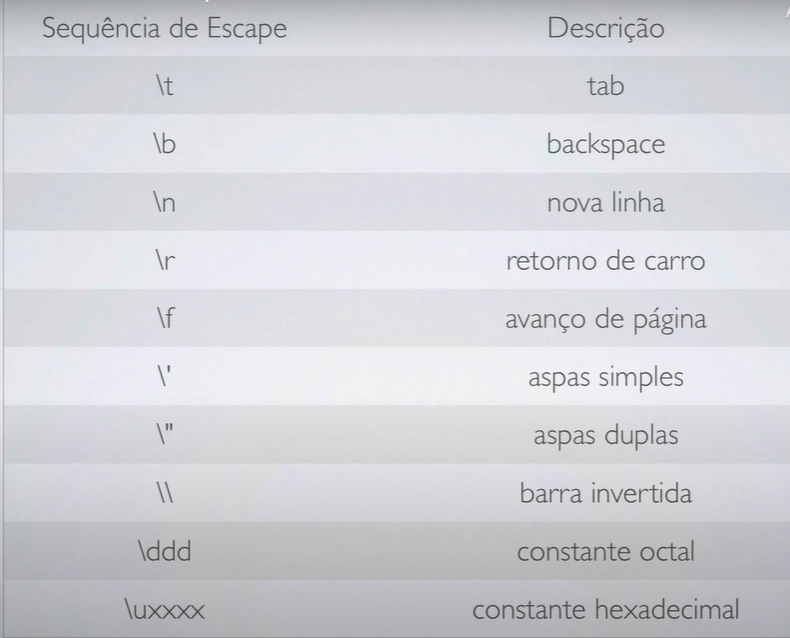 Sequência de Escape Descrição
\t tab
\b backspace
\n nova linha
\r retorno de carro
\f avanço de página
\' aspas simples
\" aspas duplas
\\ barra invertida
\ddd constante octal
\uxxxx constante hexadecimal